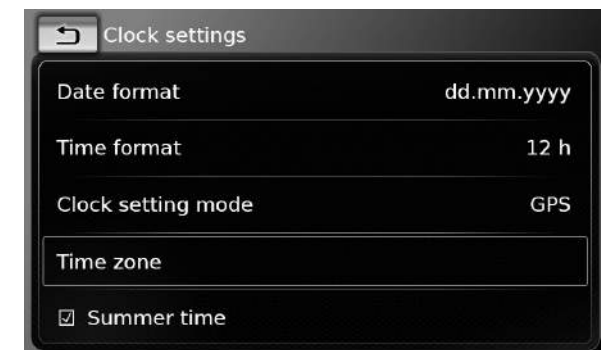 Clock settings
Date format dd.mm.yyyy
Time format 12 h
Clock setting mode GPS
Time zone
Summer time